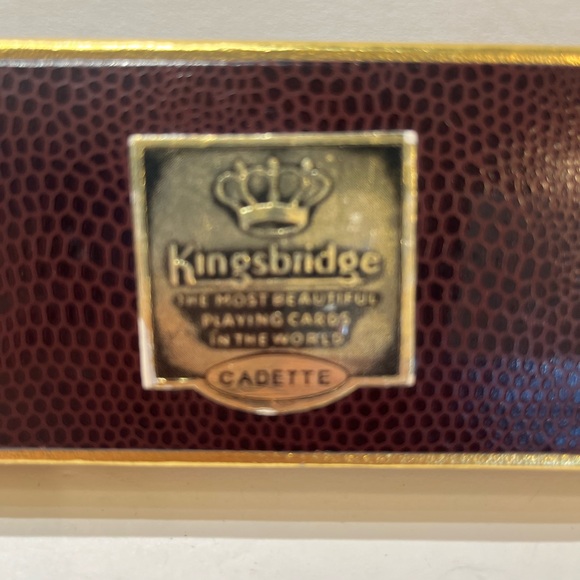 Kingsbridge
THE MOST BEAUTIFUL
PLAYING CARDS
IN THE WORLD
CADETTE